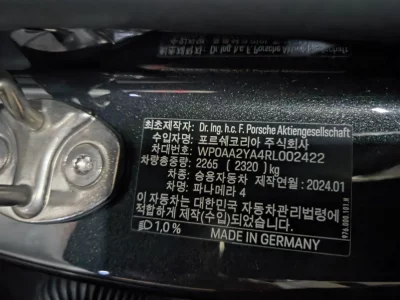 최초제작자: Dr. Ing. h.c. F. Porsche Aktiengesellschaft
수입자명: 포르쉐코리아 주식회사
차대번호: WP0AA2YA4RL002422
차량총중량: 2265 ( 2320 ) kg
차종: 승용자동차 제작연월: 2024.01
차명: 파나메라 4
이 자동차는 대한민국 자동차관리법령에
적합하게 제작(수입)되었습니다.
1.0 %
MADE IN GERMANY
976.000.101.H